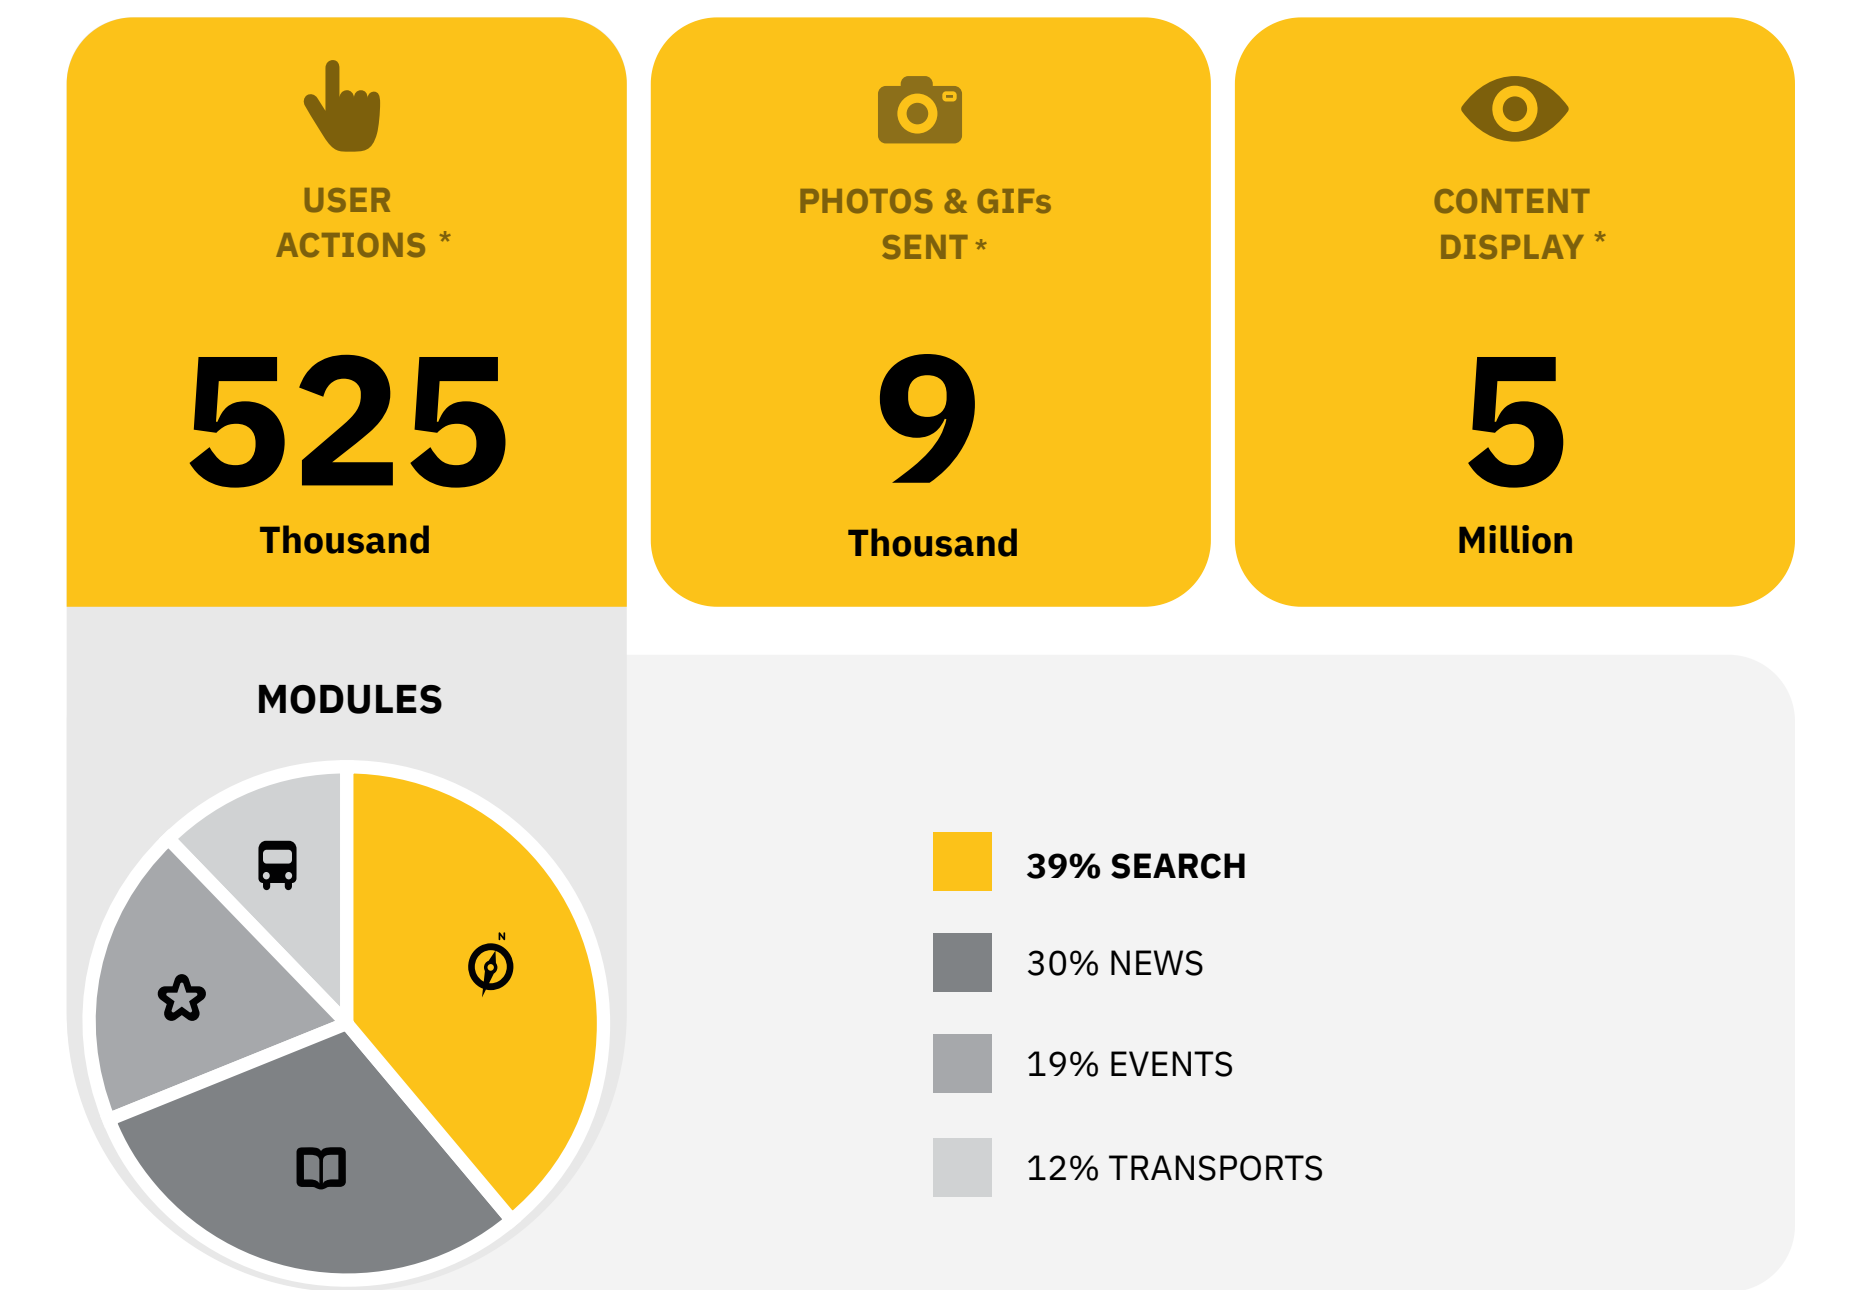 USER
ACTIONS *
525
Thousand
PHOTOS & GIFs
SENT *
9
Thousand
CONTENT
DISPLAY *
5
Million
MODULES
N
39% SEARCH
30% NEWS
19% EVENTS
12% TRANSPORTS